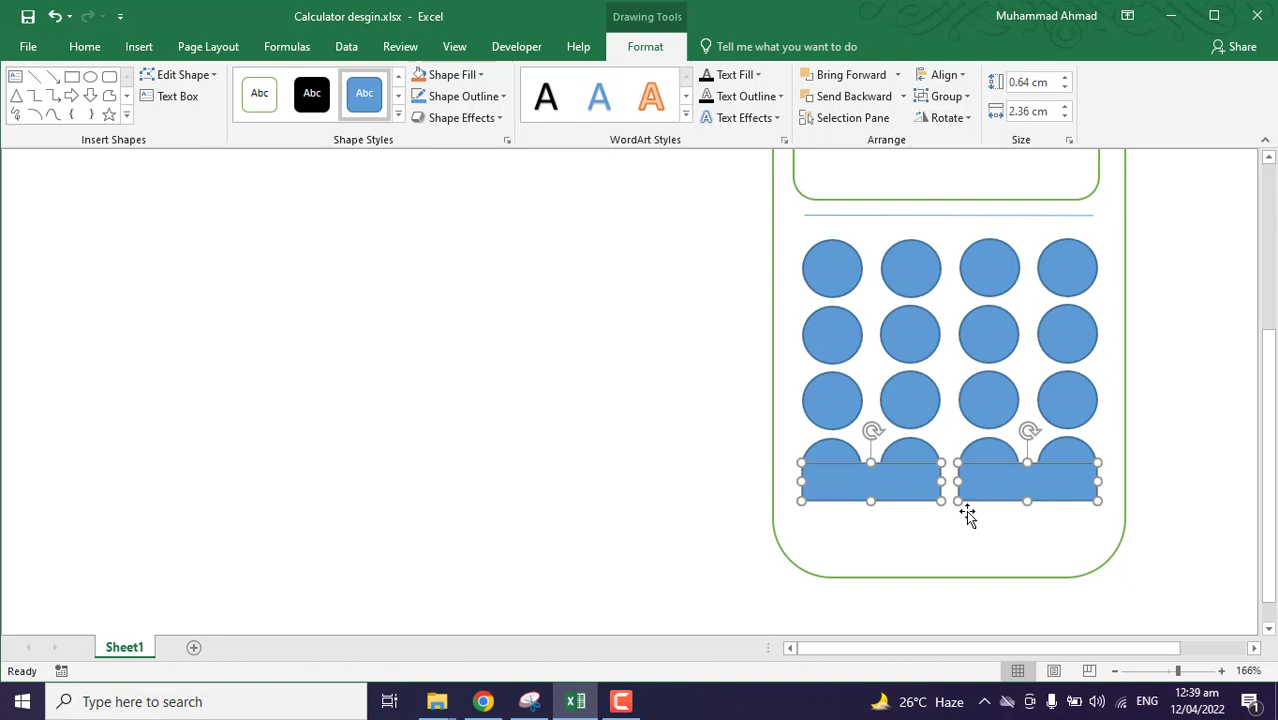 Calculator desgin.xlsx - Excel
Drawing Tools
Muhammad Ahmad
File Home Insert Page Layout Formulas Data Review View Developer Help Format Tell me what you want to do Share
Edit Shape
Text Box
Insert Shapes
Abc Abc Abc
Shape Fill
Shape Outline
Shape Effects
Shape Styles
A A A
Text Fill
Text Outline
Text Effects
WordArt Styles
Bring Forward
Send Backward
Selection Pane
Align
Group
Rotate
Arrange
0.64 cm
2.36 cm
Size
Sheet1
Ready
166%
Type here to search
26°C Haze
ENG
12:39 am
12/04/2022
1